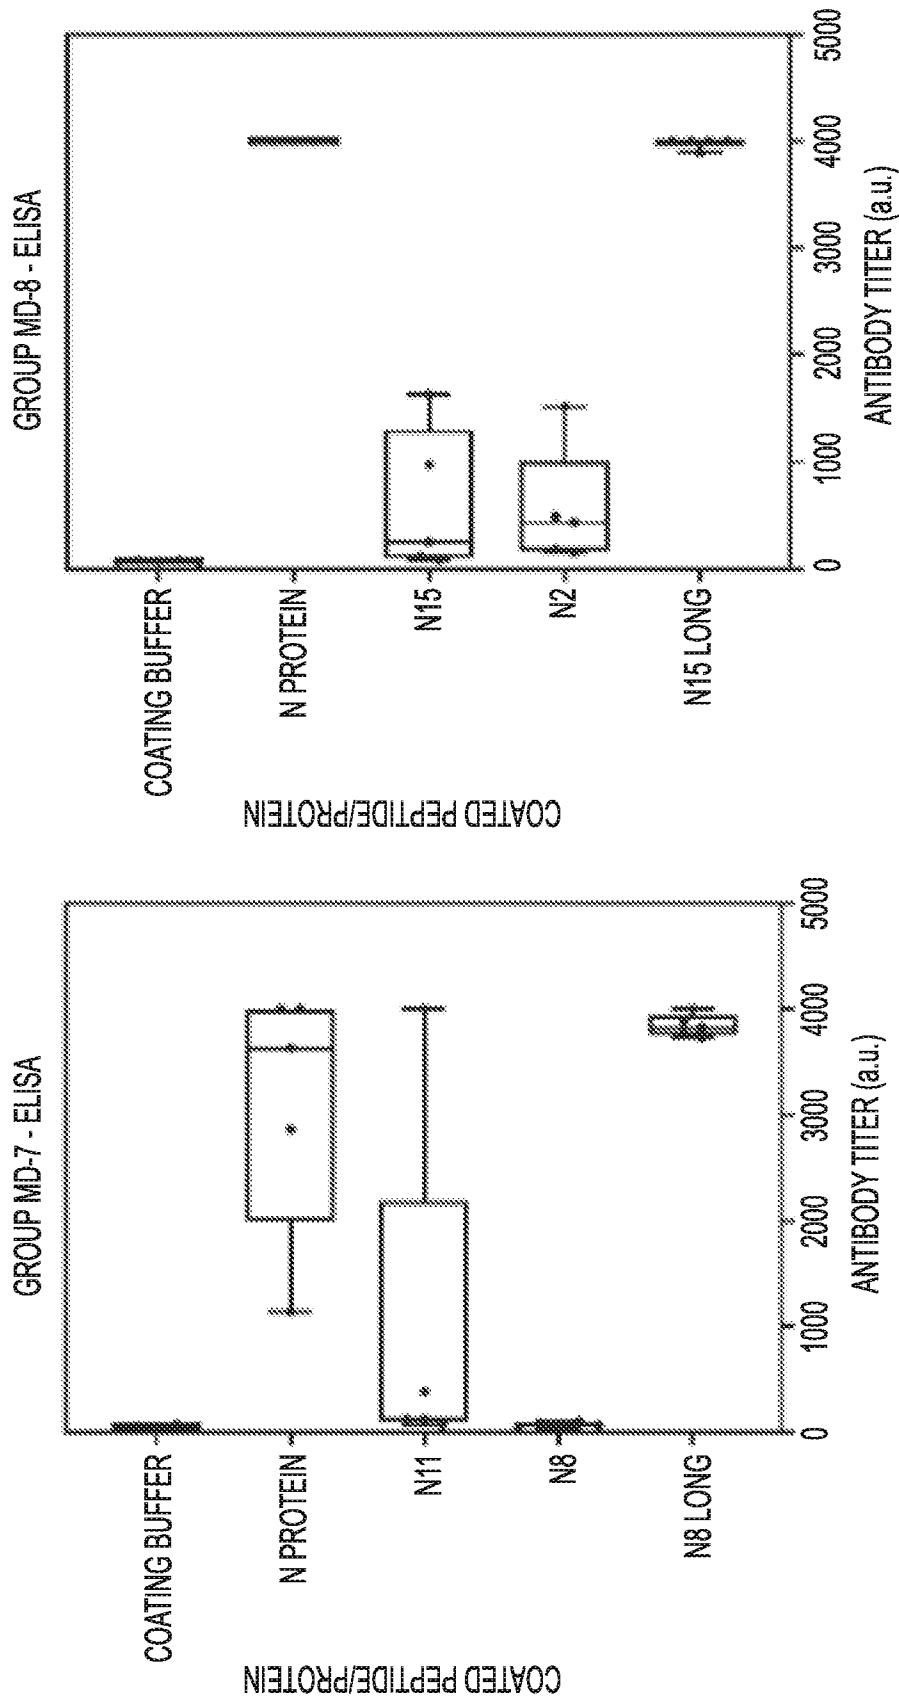 GROUP MD-7 - ELISA
COATED PEPTIDE/PROTEIN
COATING BUFFER
N PROTEIN
N11
N8
N8 LONG
0 1000 2000 3000 4000 5000
ANTIBODY TITER (a.u.)
GROUP MD-8 - ELISA
COATED PEPTIDE/PROTEIN
COATING BUFFER
N PROTEIN
N15
N2
N15 LONG
0 1000 2000 3000 4000 5000
ANTIBODY TITER (a.u.)